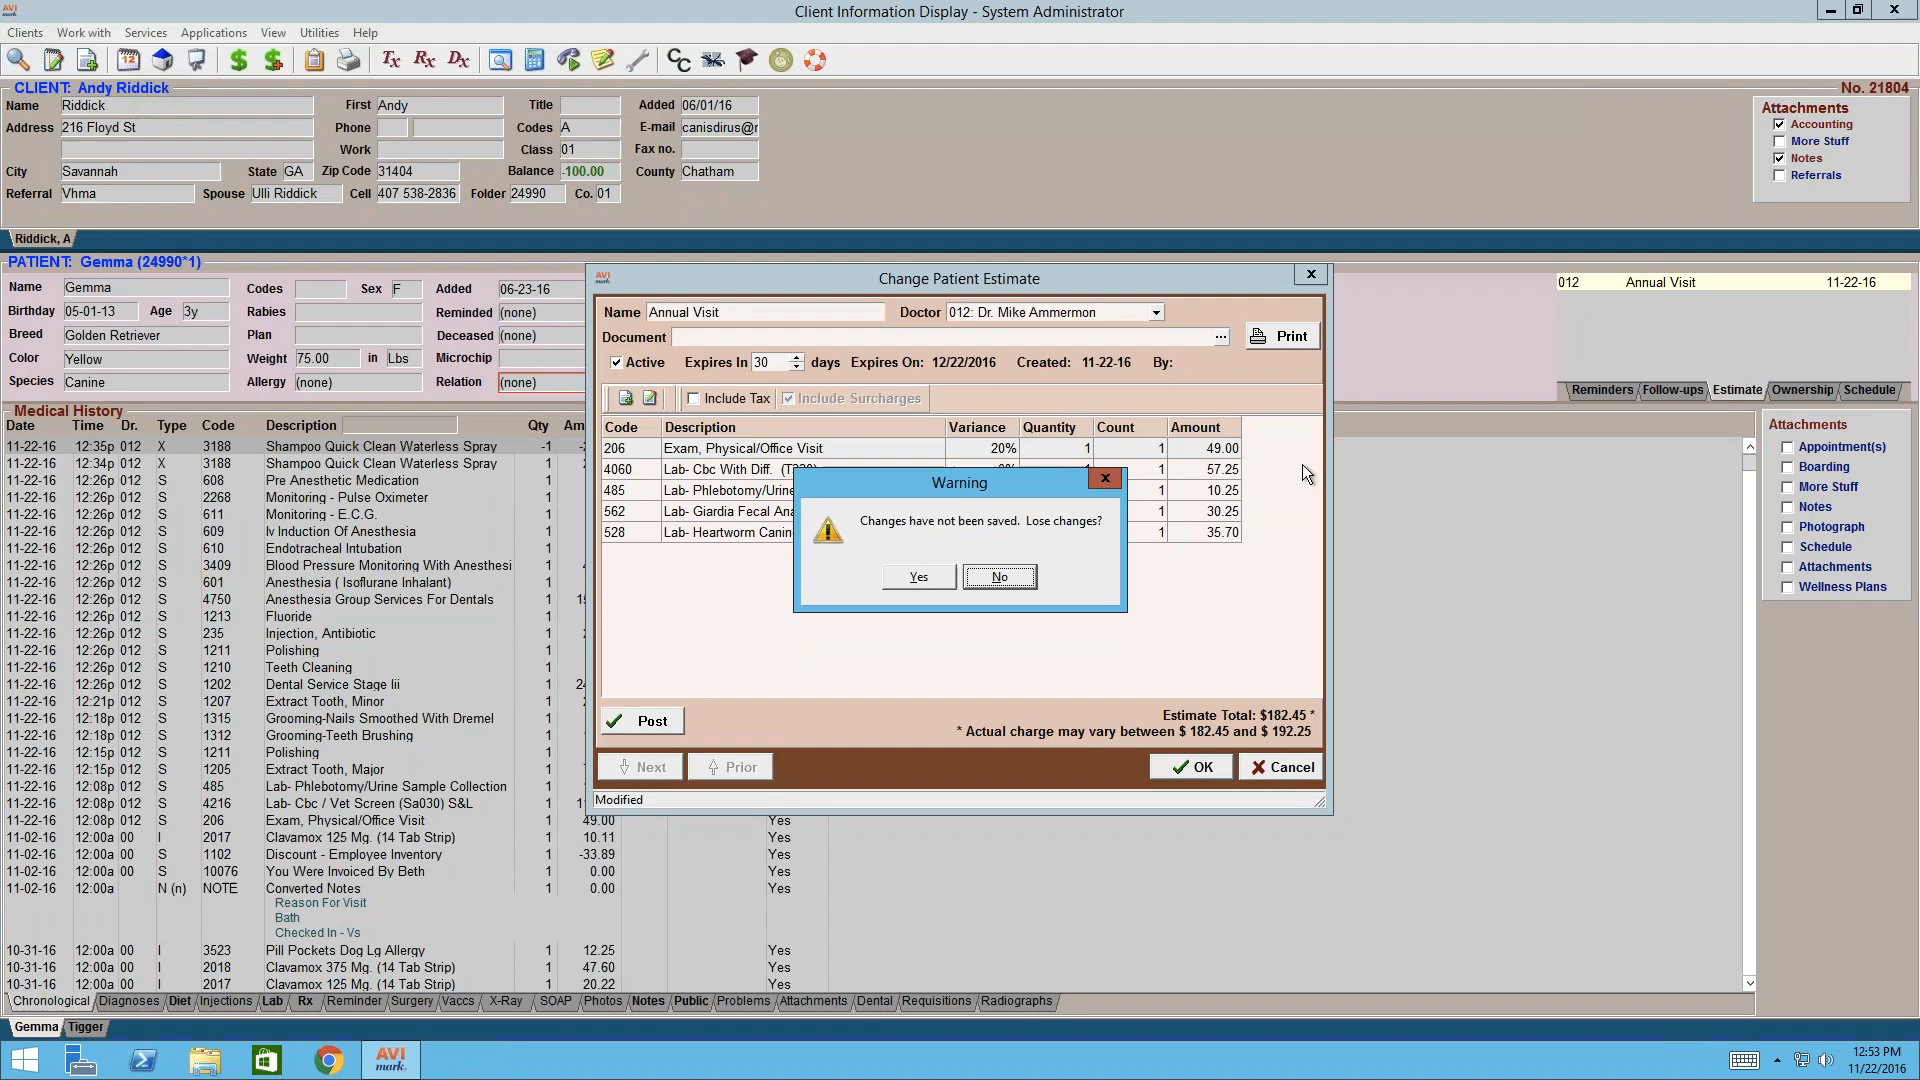 AVI mark
Client Information Display - System Administrator
Clients Work with Services Applications View Utilities Help
12 $ $ Tx Rx Dx CC
CLIENT: Andy Riddick No. 21804
Name Riddick First Andy Title Added 06/01/16
Address 216 Floyd St Phone Codes A E-mail canisdirus@r
Work Class 01 Fax no.
City Savannah State GA Zip Code 31404 Balance -100.00 County Chatham
Referral Vhma Spouse Ulli Riddick Cell 407 538-2836 Folder 24990 Co. 01
Attachments
Accounting
More Stuff
Notes
Referrals
Riddick, A
PATIENT: Gemma (24990*1)
Name Gemma Codes Sex F Added 06-23-16
Birthday 05-01-13 Age 3y Rabies Reminded (none)
Breed Golden Retriever Plan Deceased (none)
Color Yellow Weight 75.00 in Lbs Microchip
Species Canine Allergy (none) Relation (none)
012 Annual Visit 11-22-16
Reminders Follow-ups Estimate Ownership Schedule
Medical History
Date Time Dr. Type Code Description Qty Am
11-22-16 12:35p 012 X 3188 Shampoo Quick Clean Waterless Spray -1
11-22-16 12:34p 012 X 3188 Shampoo Quick Clean Waterless Spray 1
11-22-16 12:26p 012 S 608 Pre Anesthetic Medication 1
11-22-16 12:26p 012 S 2268 Monitoring - Pulse Oximeter 1
11-22-16 12:26p 012 S 611 Monitoring - E.C.G. 1
11-22-16 12:26p 012 S 609 Iv Induction Of Anesthesia 1
11-22-16 12:26p 012 S 610 Endotracheal Intubation 1
11-22-16 12:26p 012 S 3409 Blood Pressure Monitoring With Anesthesi 1
11-22-16 12:26p 012 S 601 Anesthesia ( Isoflurane Inhalant) 1
11-22-16 12:26p 012 S 4750 Anesthesia Group Services For Dentals 1
11-22-16 12:26p 012 S 1213 Fluoride 1
11-22-16 12:26p 012 S 235 Injection, Antibiotic 1
11-22-16 12:26p 012 S 1211 Polishing 1
11-22-16 12:26p 012 S 1210 Teeth Cleaning 1
11-22-16 12:26p 012 S 1202 Dental Service Stage Iii 1
11-22-16 12:26p 012 S 1207 Extract Tooth, Minor 1
11-22-16 12:18p 012 S 1315 Grooming-Nails Smoothed With Dremel 1
11-22-16 12:18p 012 S 1312 Grooming-Teeth Brushing 1
11-22-16 12:15p 012 S 1211 Polishing 1
11-22-16 12:15p 012 S 1205 Extract Tooth, Major 1
11-22-16 12:08p 012 S 485 Lab- Phlebotomy/Urine Sample Collection 1
11-22-16 12:08p 012 S 4216 Lab- Cbc / Vet Screen (Sa030) S&L 1
11-22-16 12:08p 012 S 206 Exam, Physical/Office Visit 1 49.00 Yes
11-02-16 12:00a 00 I 2017 Clavamox 125 Mg. (14 Tab Strip) 1 10.11 Yes
11-02-16 12:00a 00 S 1102 Discount - Employee Inventory 1 -33.89 Yes
11-02-16 12:00a 00 S 10076 You Were Invoiced By Beth 1 0.00 Yes
11-02-16 12:00a N (n) NOTE Converted Notes 1 0.00 Yes
Reason For Visit
Bath
Checked In - Vs
10-31-16 12:00a 00 I 3523 Pill Pockets Dog Lg Allergy 1 12.25 Yes
10-31-16 12:00a 00 I 2018 Clavamox 375 Mg. (14 Tab Strip) 1 47.60 Yes
10-31-16 12:00a 00 I 2017 Clavamox 125 Mg. (14 Tab Strip) 1 20.22 Yes
Attachments
Appointment(s)
Boarding
More Stuff
Notes
Photograph
Schedule
Attachments
Wellness Plans
AVI mark
Change Patient Estimate
Name Annual Visit Doctor 012: Dr. Mike Ammermon
Document ... Print
Active Expires In 30 days Expires On: 12/22/2016 Created: 11-22-16 By:
Include Tax Include Surcharges
Code Description Variance Quantity Count Amount
206 Exam, Physical/Office Visit 20% 1 1 49.00
4060 Lab- Cbc With Diff. 1 57.25
485 Lab- Phlebotomy/Urine 1 10.25
562 Lab- Giardia Fecal Ana 1 30.25
528 Lab- Heartworm Canin 1 35.70
Warning
Changes have not been saved. Lose changes?
Yes No
Post
Estimate Total: $182.45 *
* Actual charge may vary between $ 182.45 and $ 192.25
Next Prior OK Cancel
Modified
Chronological Diagnoses Diet Injections Lab Rx Reminder Surgery Vaccs X-Ray SOAP Photos Notes Public Problems Attachments Dental Requisitions Radiographs
Gemma Tigger
AVI mark
12:53 PM
11/22/2016